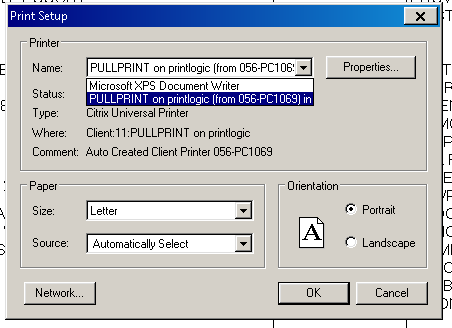 Print Setup
Printer
Name: PULLPRINT on printlogic (from 056-PC1069
Properties...
Microsoft XPS Document Writer
Status: PULLPRINT on printlogic (from 056-PC1069) in
Type: Citrix Universal Printer
Where: Client:11:PULLPRINT on printlogic
Comment: Auto Created Client Printer 056-PC1069
Paper
Size: Letter
Source: Automatically Select
Orientation
A
Portrait
Landscape
Network...
OK
Cancel